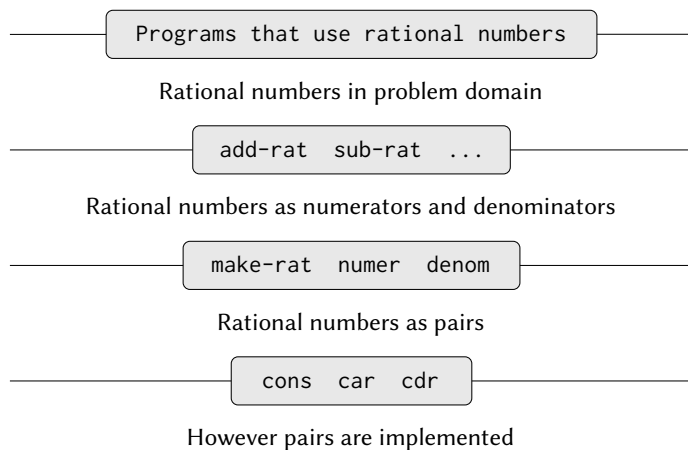 Programs that use rational numbers
Rational numbers in problem domain
add-rat sub-rat ...
Rational numbers as numerators and denominators
make-rat numer denom
Rational numbers as pairs
cons car cdr
However pairs are implemented